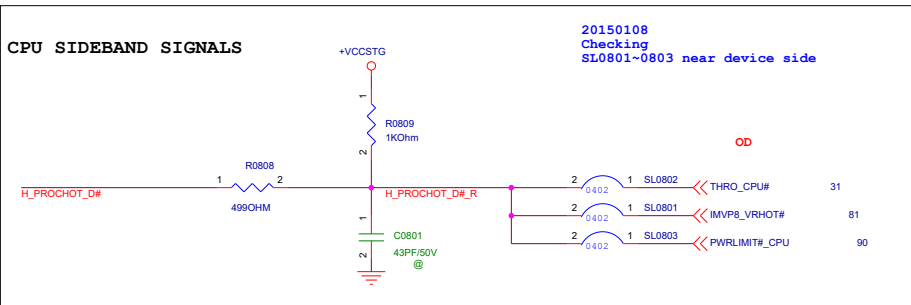 20150108
Checking
SL0801~0803 near device side
CPU SIDEBAND SIGNALS
+VCCSTG
1
R0809
1KOhm
2
OD
R0808
1 2
H_PROCHOT_D#
499OHM
H_PROCHOT_D#_R
2 0402 1 SL0802 THRO_CPU# 31
2 0402 1 SL0801 IMVP8_VRHOT# 81
2 0402 1 SL0803 PWRLIMIT#_CPU 90
1
C0801
43PF/50V
2
@